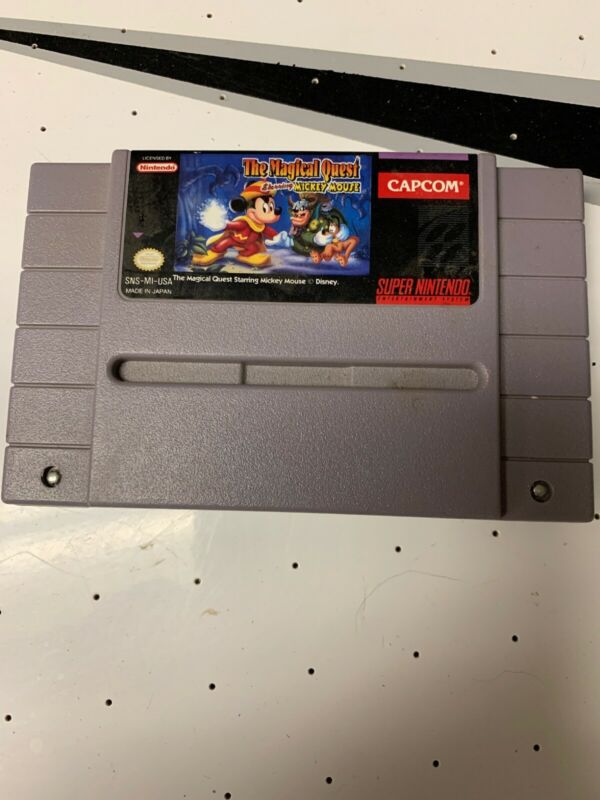 LICENSED BY
Nintendo
The Magical Quest
Starring MICKEY MOUSE
CAPCOM®
SNS-MI-USA
MADE IN JAPAN
The Magical Quest Starring Mickey Mouse © Disney.
SUPER NINTENDO
ENTERTAINMENT SYSTEM